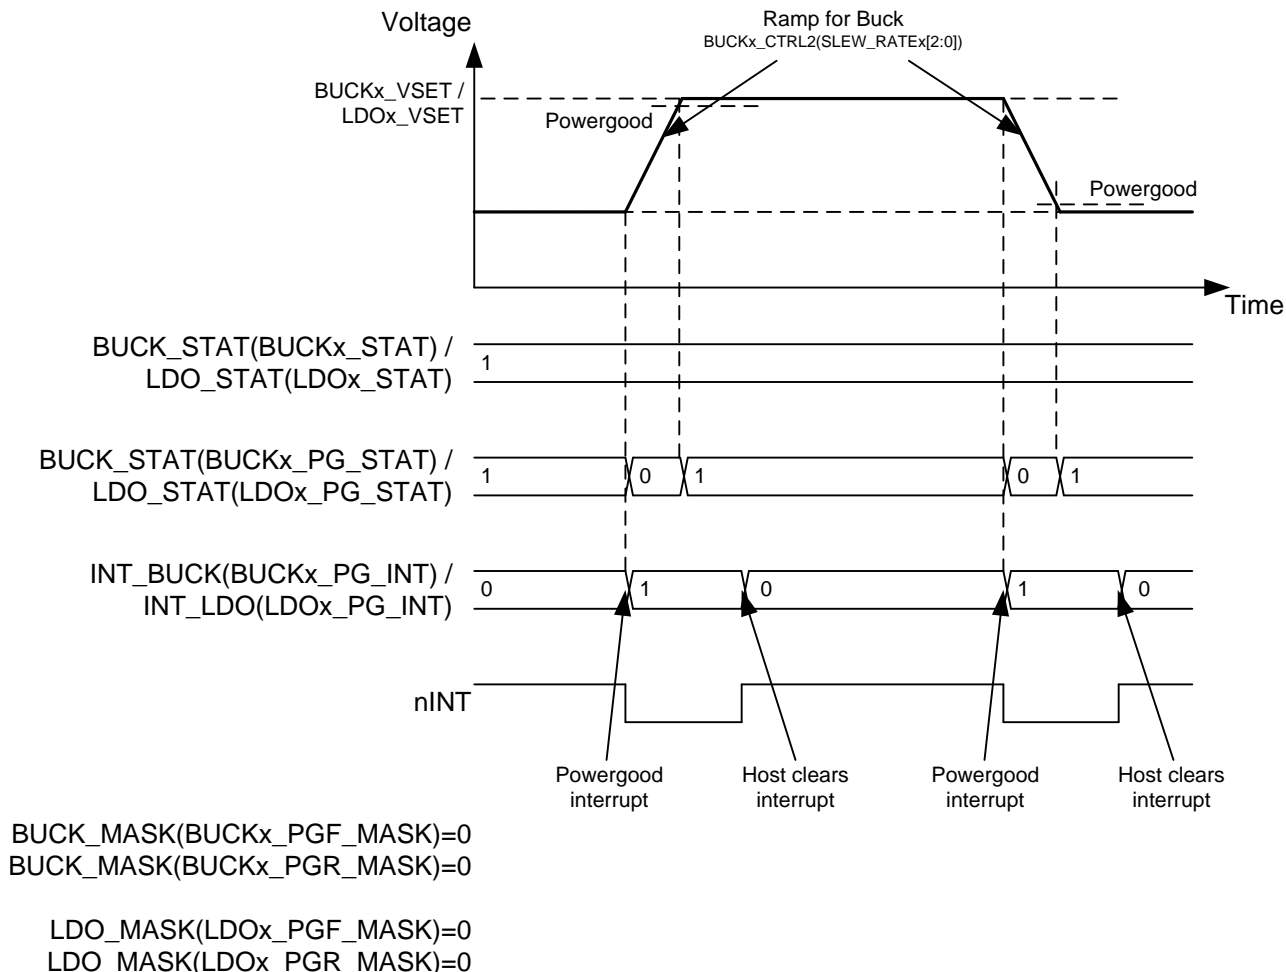 Voltage
Ramp for Buck
BUCKx_CTRL2(SLEW_RATEx[2:0])
BUCKx_VSET /
LDOx_VSET
Powergood
Powergood
Time
BUCK_STAT(BUCKx_STAT) /
LDO_STAT(LDOx_STAT)
1
BUCK_STAT(BUCKx_PG_STAT) /
LDO_STAT(LDOx_PG_STAT)
1 0 1 0 1
INT_BUCK(BUCKx_PG_INT) /
INT_LDO(LDOx_PG_INT)
0 1 0 1 0
nINT
Powergood
interrupt
Host clears
interrupt
Powergood
interrupt
Host clears
interrupt
BUCK_MASK(BUCKx_PGF_MASK)=0
BUCK_MASK(BUCKx_PGR_MASK)=0
LDO_MASK(LDOx_PGF_MASK)=0
LDO_MASK(LDOx_PGR_MASK)=0